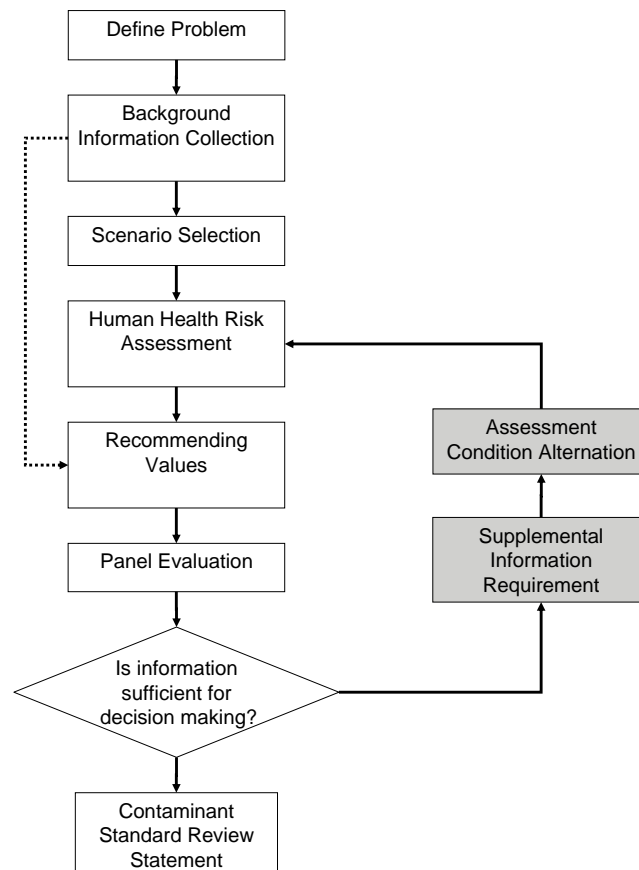 Define Problem
Background
Information Collection
Scenario Selection
Human Health Risk
Assessment
Recommending
Values
Panel Evaluation
Is information
sufficient for
decision making?
Contaminant
Standard Review
Statement
Assessment
Condition Alternation
Supplemental
Information
Requirement